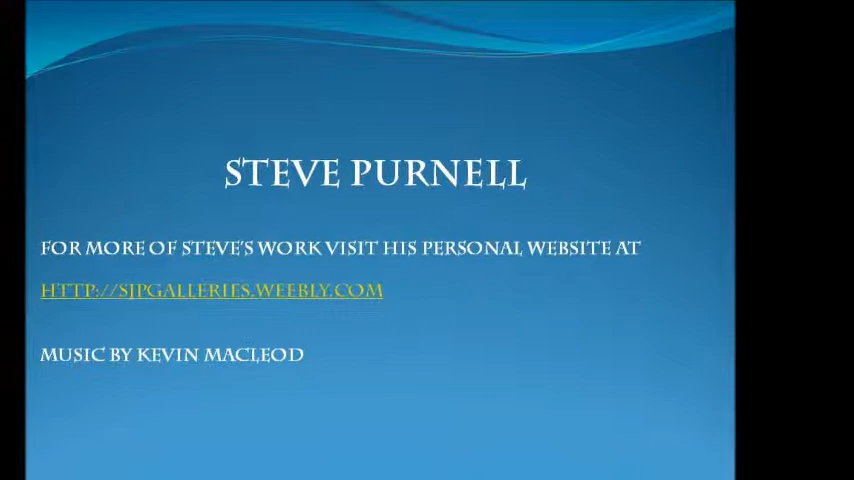 STEVE PURNELL
FOR MORE OF STEVE'S WORK VISIT HIS PERSONAL WEBSITE AT
HTTP://SJPGALLERIES.WEEBLY.COM
MUSIC BY KEVIN MACLEOD